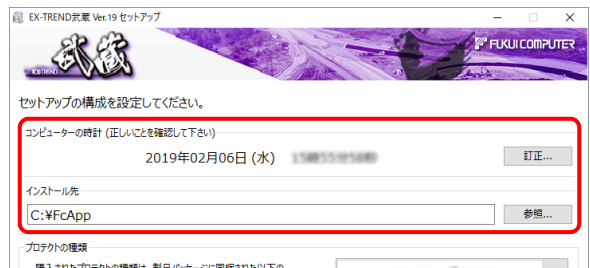 EX-TREND武蔵 Ver.19 セットアップ
武蔵
EX-TREND
FUKUI COMPUTER
セットアップの構成を設定してください。
コンピューターの時計 (正しいことを確認して下さい)
2019年02月06日 (水)
訂正...
インストール先
C:¥FcApp
参照...
プロテクトの種類